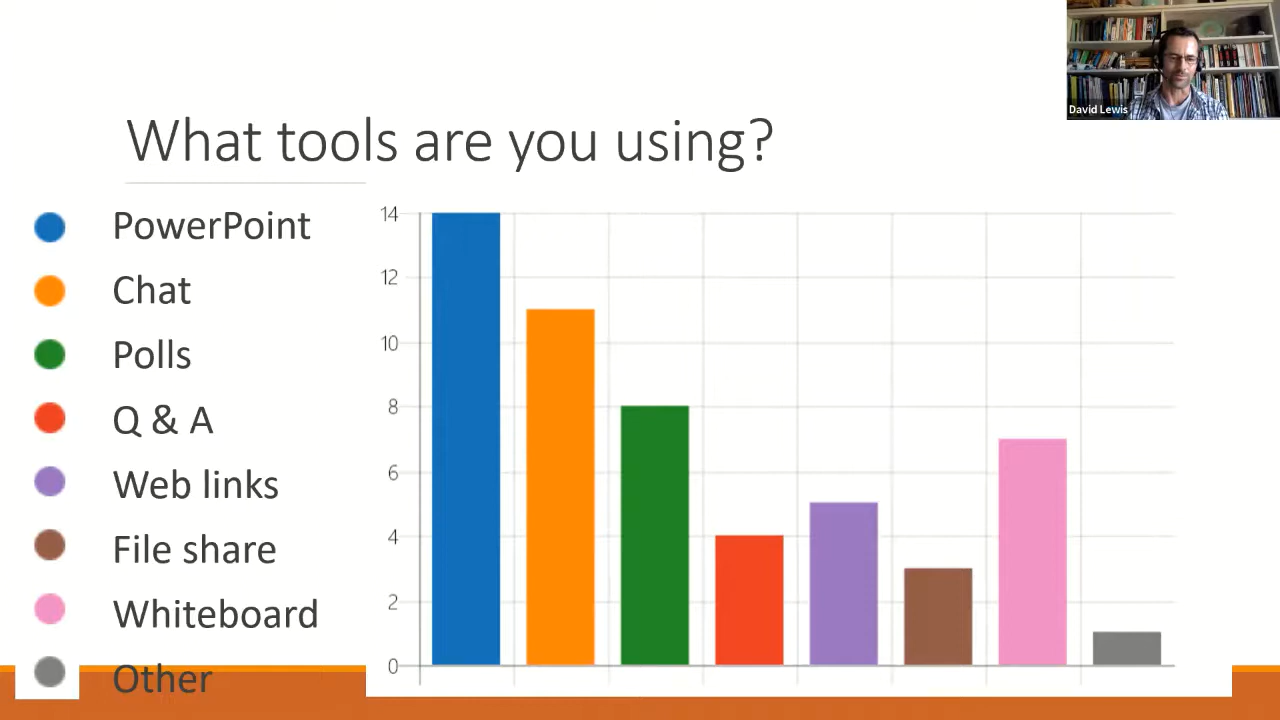 David Lewis
What tools are you using?
PowerPoint
Chat
Polls
Q & A
Web links
File share
Whiteboard
Other
14
12
10
8
6
4
2
0